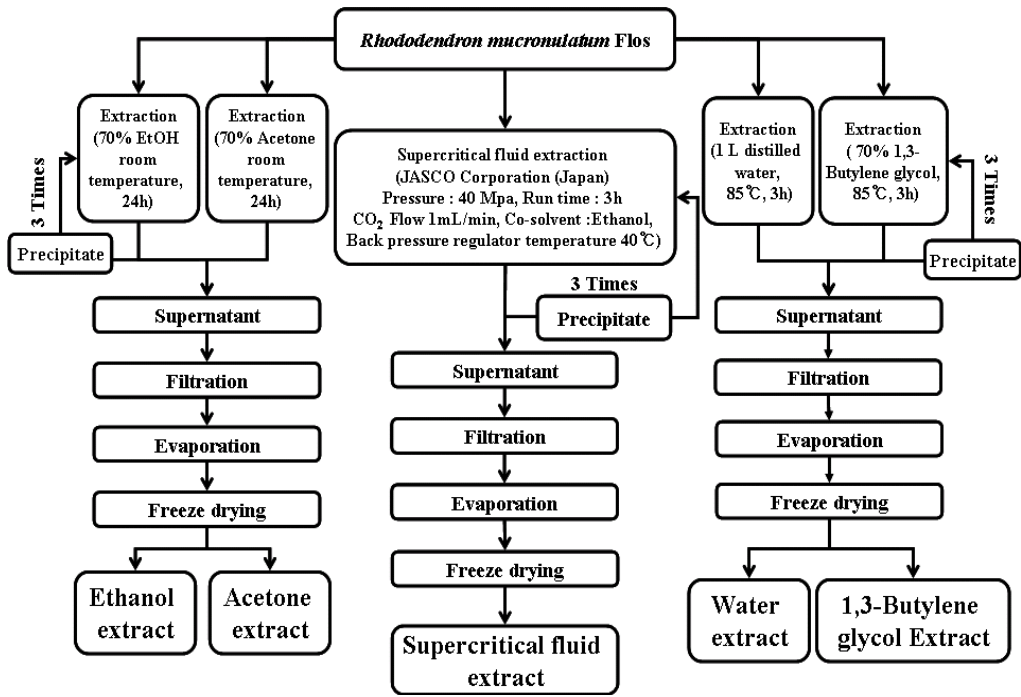 Rhododendron mucronulatum Flos
Extraction
(70% EtOH
room
temperature,
24h)
Extraction
(70% Acetone
room
temperature,
24h)
3 Times
Precipitate
Supernatant
Filtration
Evaporation
Freeze drying
Ethanol
extract
Acetone
extract
Supercritical fluid extraction
(JASCO Corporation (Japan)
Pressure : 40 Mpa, Run time : 3h
CO₂ Flow 1mL/min, Co-solvent :Ethanol,
Back pressure regulator temperature 40℃)
3 Times
Precipitate
Supernatant
Filtration
Evaporation
Freeze drying
Supercritical fluid
extract
Extraction
(1 L distilled
water,
85℃, 3h)
Extraction
( 70% 1,3-
Butylene glycol,
85℃, 3h)
3 Times
Precipitate
Supernatant
Filtration
Evaporation
Freeze drying
Water
extract
1,3-Butylene
glycol Extract